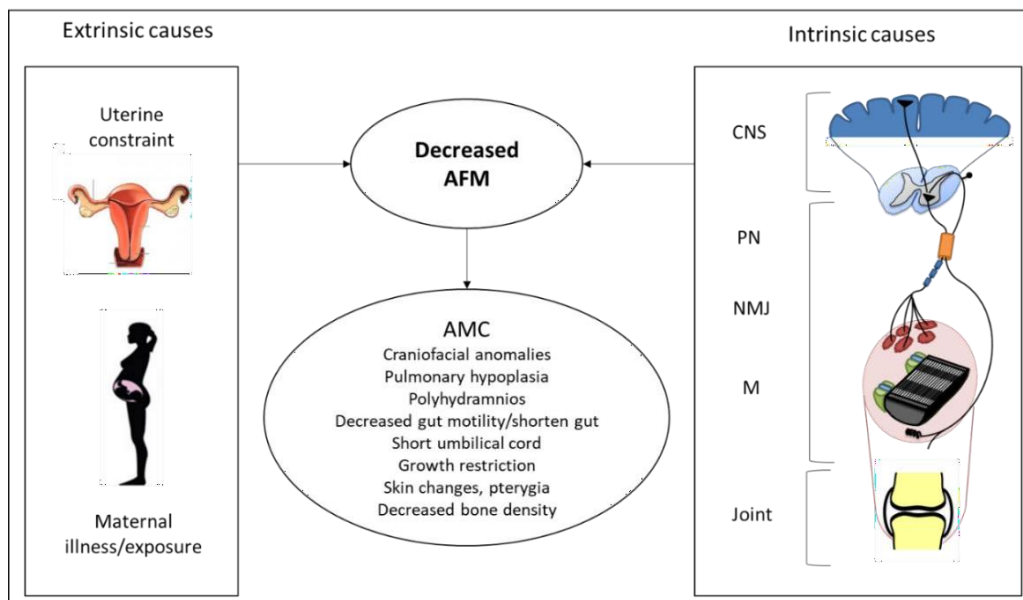 Extrinsic causes
Uterine
constraint
Maternal
illness/exposure
Decreased
AFM
AMC
Craniofacial anomalies
Pulmonary hypoplasia
Polyhydramnios
Decreased gut motility/shorten gut
Short umbilical cord
Growth restriction
Skin changes, pterygia
Decreased bone density
Intrinsic causes
CNS
PN
NMJ
M
Joint